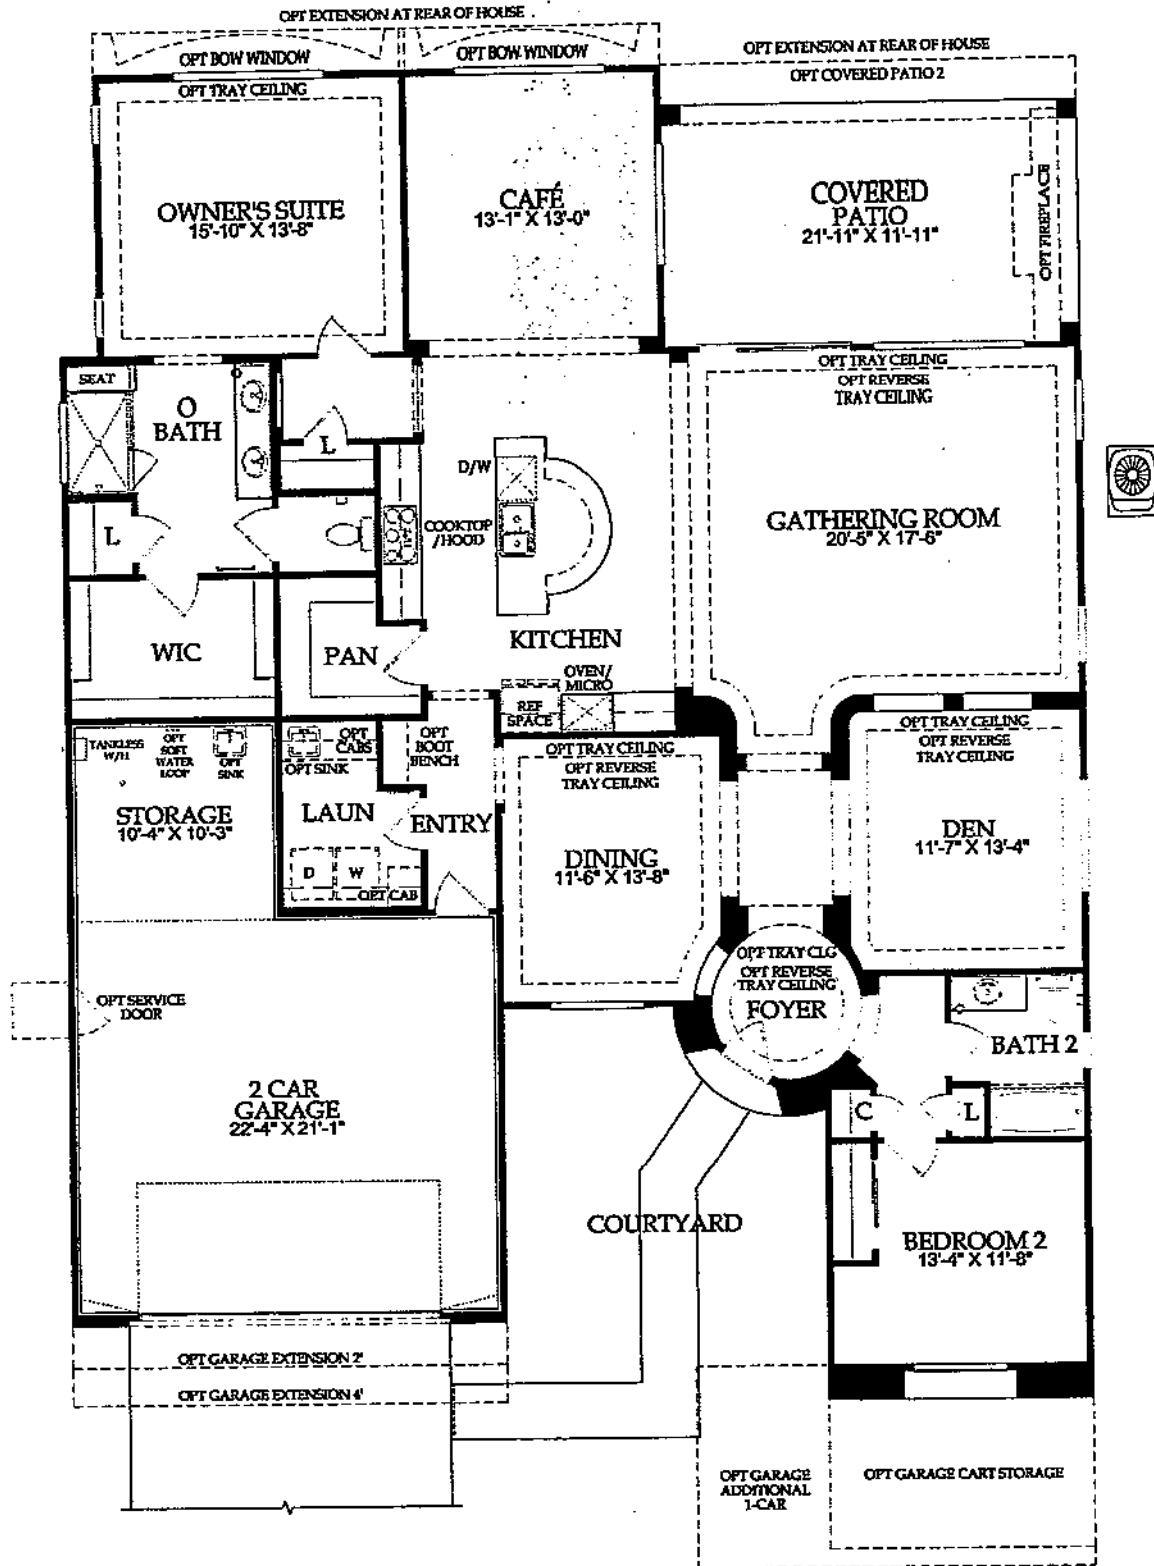 OPT EXTENSION AT REAR OF HOUSE
OPT BOW WINDOW
OPT BOW WINDOW
OPT EXTENSION AT REAR OF HOUSE
OPT COVERED PATIO 2
OPT TRAY CEILING
OWNER'S SUITE
15'-10" X 13'-8"
CAFÉ
13'-1" X 13'-0"
COVERED
PATIO
21'-11" X 11'-11"
OPT FIREPLACE
SEAT
O
BATH
L
L
D/W
COOKTOP
/HOOD
OPT TRAY CEILING
OPT REVERSE
TRAY CEILING
GATHERING ROOM
20'-5" X 17'-6"
WIC
PAN
KITCHEN
OVEN/
MICRO
REF
SPACE
TANKLESS
W/H
OPT
SOFT
WATER
LOOP
OPT
SINK
STORAGE
10'-4" X 10'-3"
OPT
CABS
OPT SINK
LAUN
D
W
OPT CAB
OPT
BOOT
BENCH
ENTRY
OPT TRAY CEILING
OPT REVERSE
TRAY CEILING
DINING
11'-6" X 13'-8"
OPT TRAY CEILING
OPT REVERSE
TRAY CEILING
DEN
11'-7" X 13'-4"
OPT TRAY CLG
OPT REVERSE
TRAY CEILING
FOYER
OPT SERVICE
DOOR
BATH 2
2 CAR
GARAGE
22'-4" X 21'-1"
C
L
COURTYARD
BEDROOM 2
13'-4" X 11'-8"
OPT GARAGE EXTENSION 2'
OPT GARAGE EXTENSION 4'
OPT GARAGE
ADDITIONAL
1-CAR
OPT GARAGE CART STORAGE